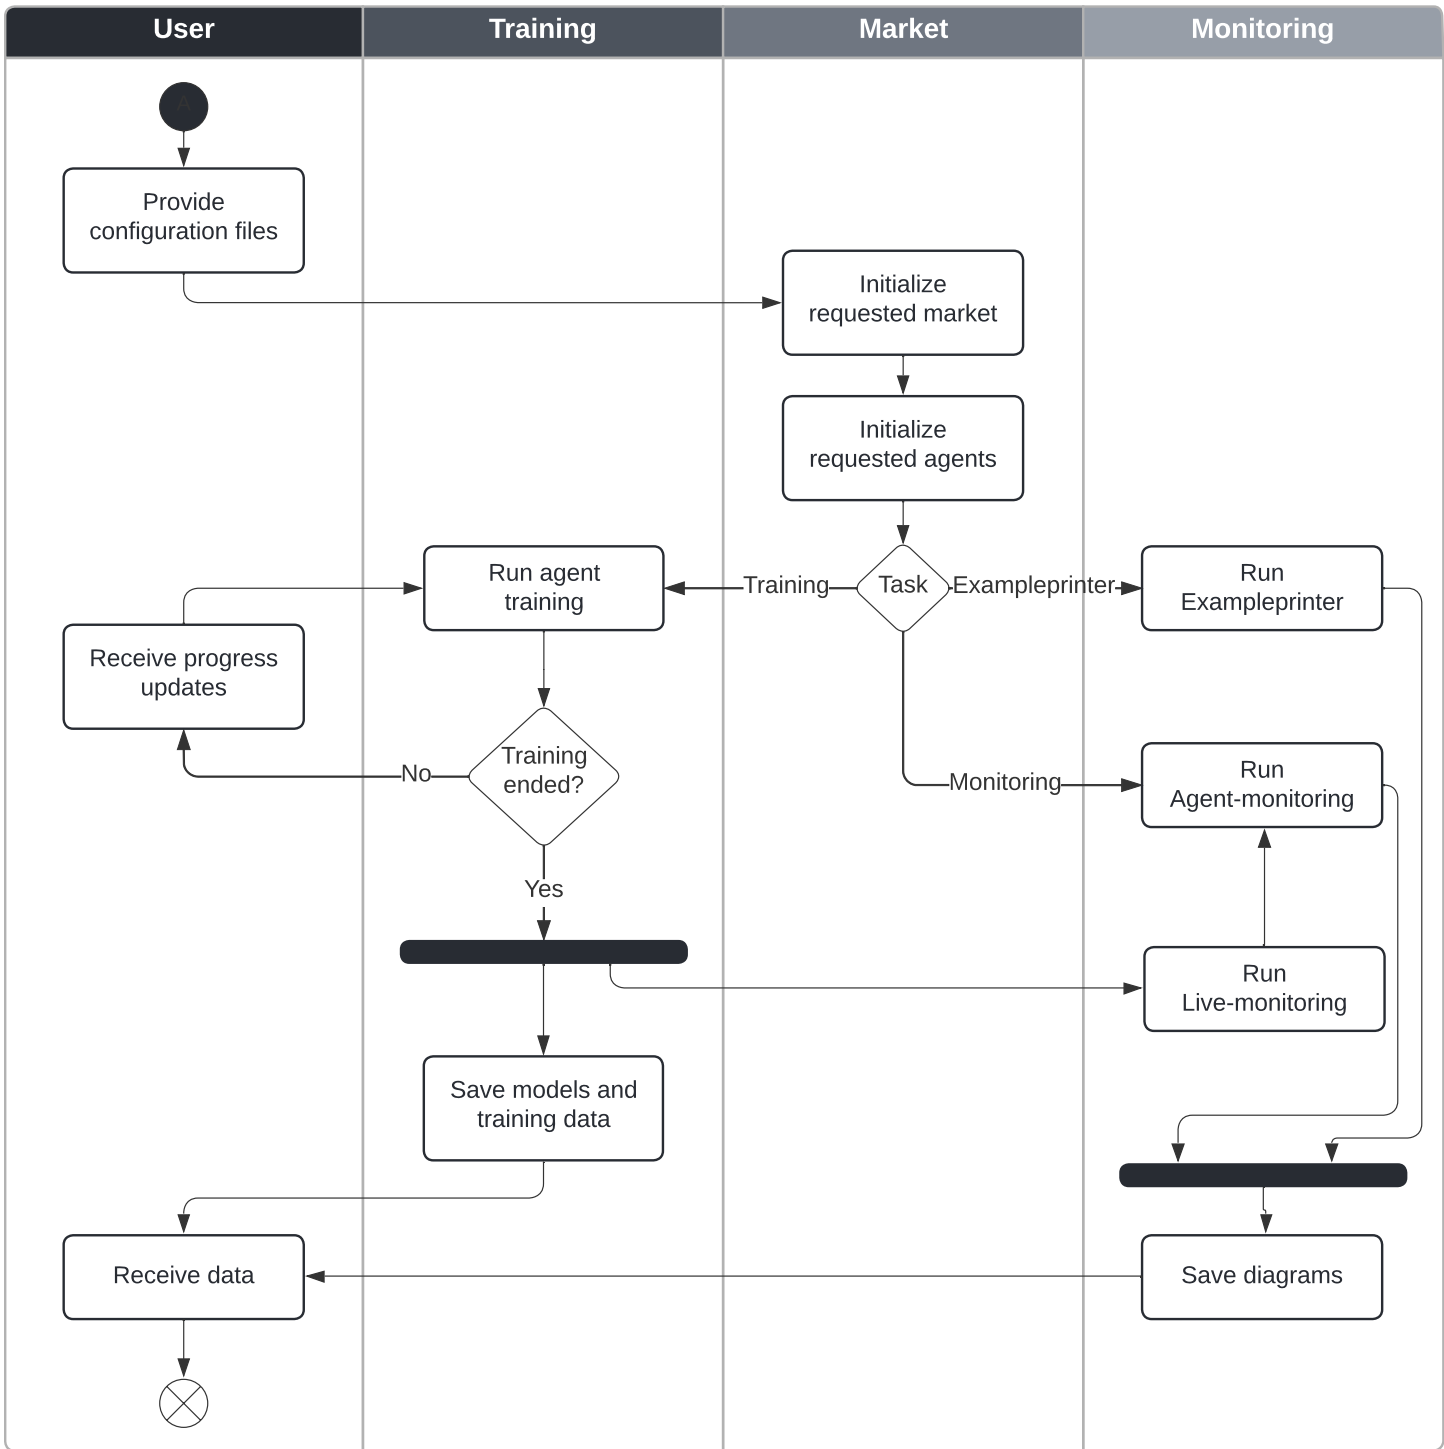 User
Training
Market
Monitoring
A
Provide
configuration files
Initialize
requested market
Initialize
requested agents
Run agent
training
Training
Task
Exampleprinter
Run
Exampleprinter
Receive progress
updates
Training
ended?
No
Monitoring
Run
Agent-monitoring
Yes
Run
Live-monitoring
Save models and
training data
Receive data
Save diagrams